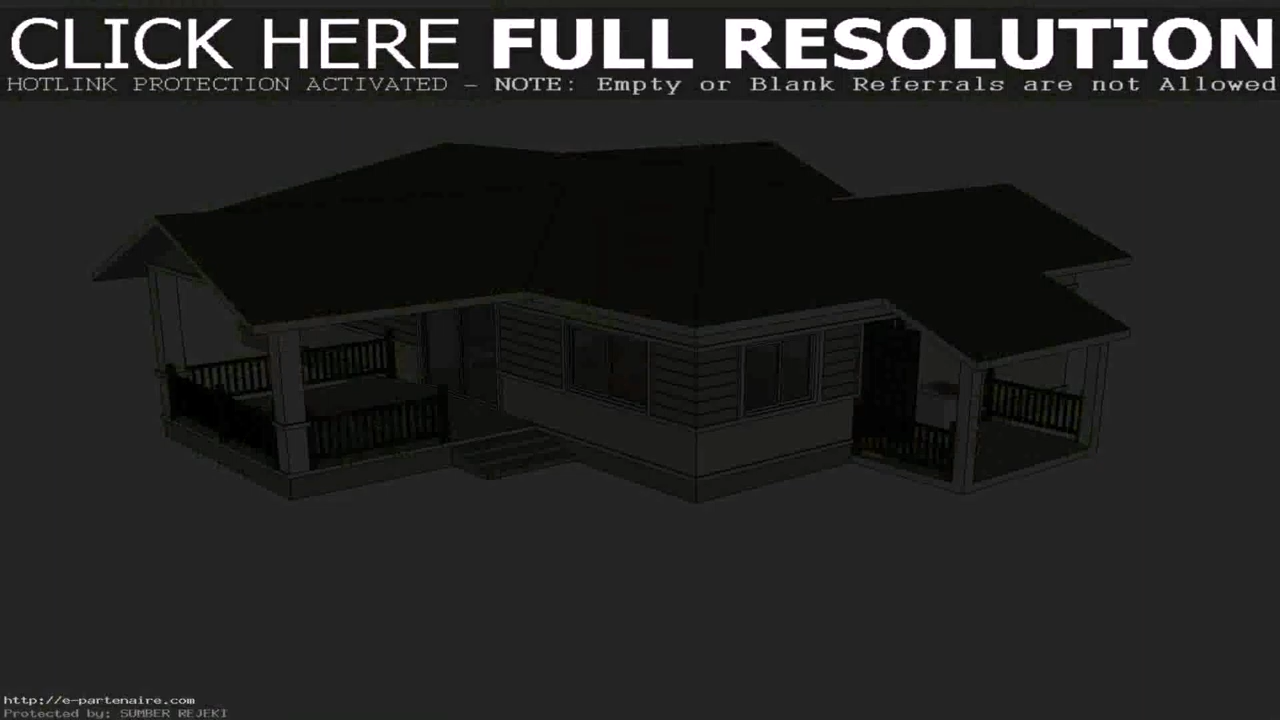 CLICK HERE FULL RESOLUTION
HOTLINK PROTECTION ACTIVATED – NOTE: Empty or Blank Referrals are not Allowed
http://e-partenaire.com
Protected by: SUMBER REJEKI